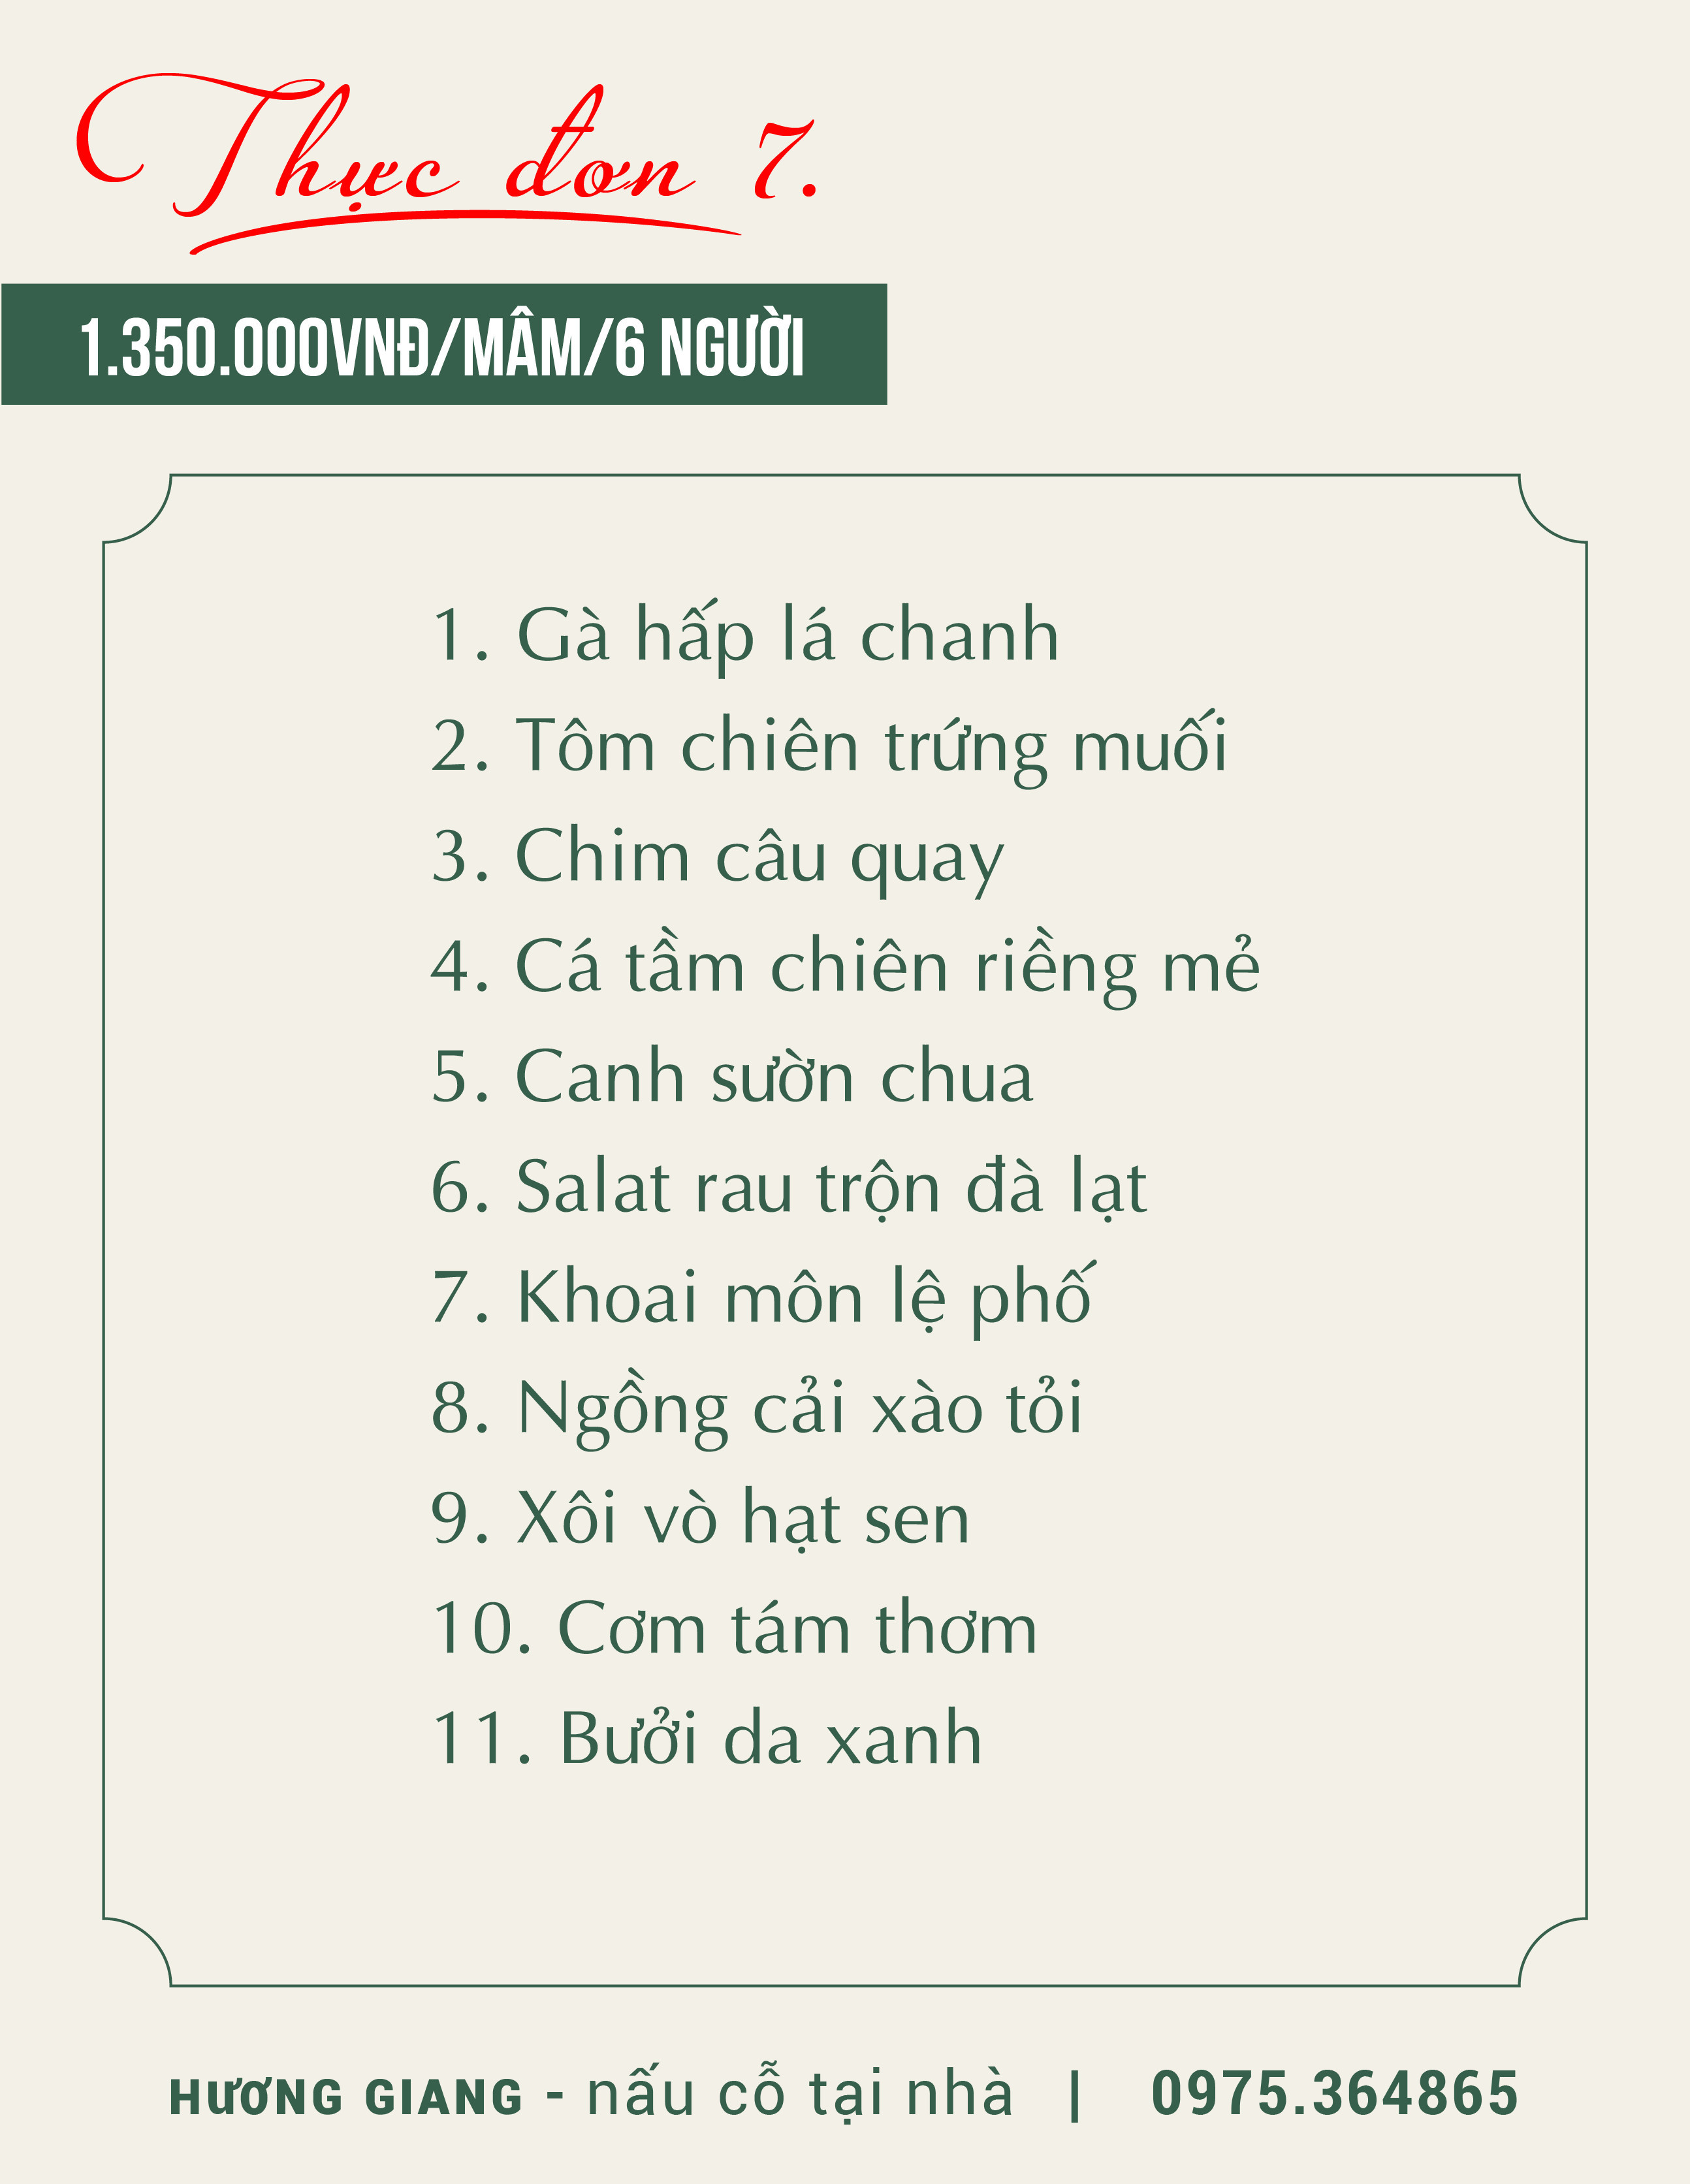 Thực đơn 7.
1.350.000VNĐ/MÂM/6 NGƯỜI
1. Gà hấp lá chanh
2. Tôm chiên trứng muối
3. Chim câu quay
4. Cá tầm chiên riềng mẻ
5. Canh sườn chua
6. Salat rau trộn đà lạt
7. Khoai môn lệ phố
8. Ngồng cải xào tỏi
9. Xôi vò hạt sen
10. Cơm tám thơm
11. Bưởi da xanh
HƯƠNG GIANG - nấu cỗ tại nhà | 0975.364865